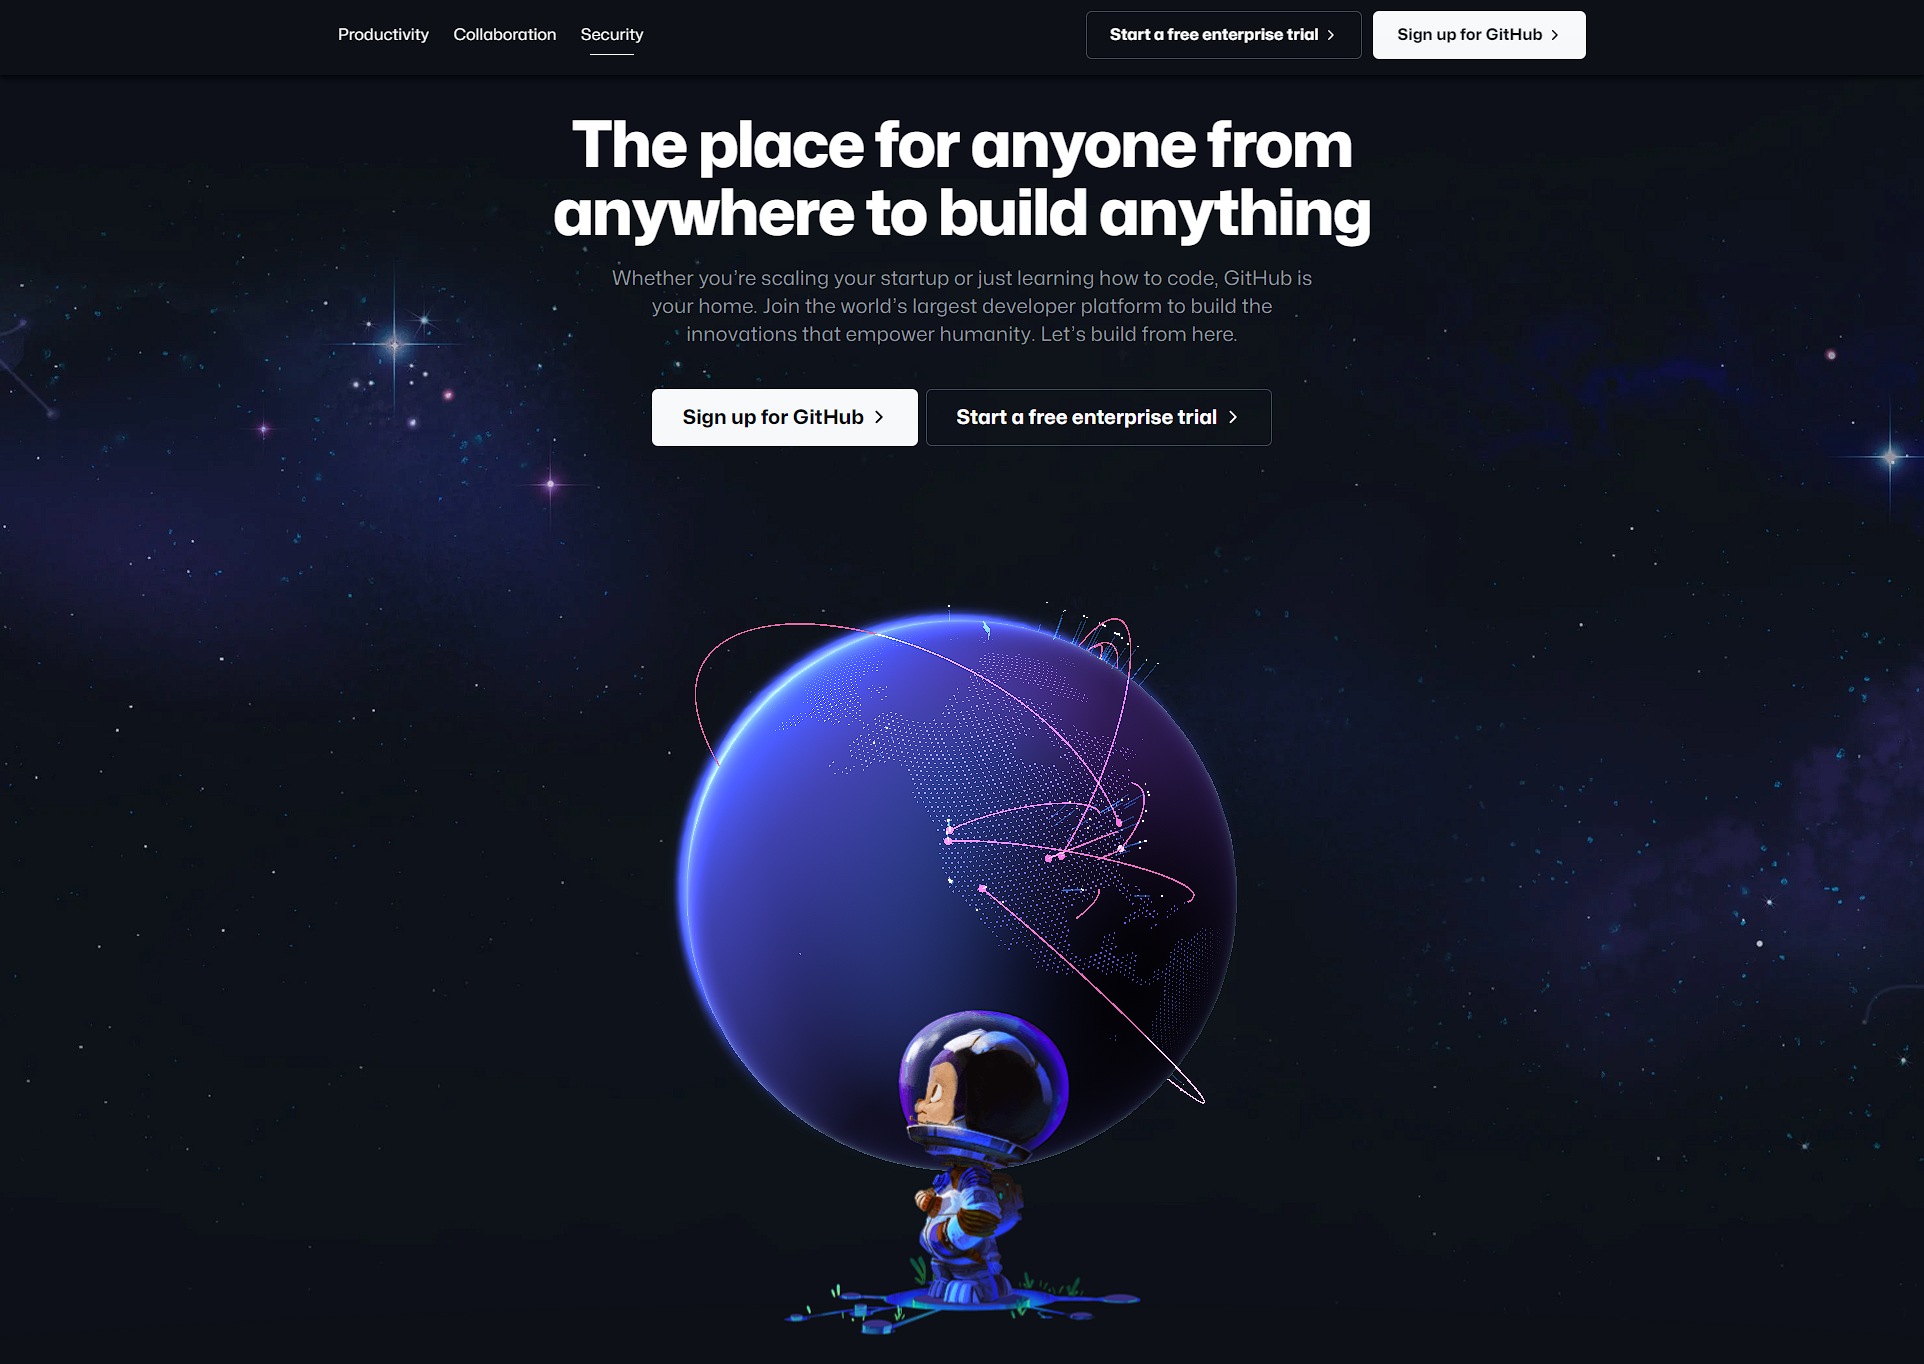 Productivity Collaboration Security Start a free enterprise trial Sign up for GitHub
The place for anyone from
anywhere to build anything
Whether you’re scaling your startup or just learning how to code, GitHub is
your home. Join the world’s largest developer platform to build the
innovations that empower humanity. Let’s build from here.
Sign up for GitHub Start a free enterprise trial